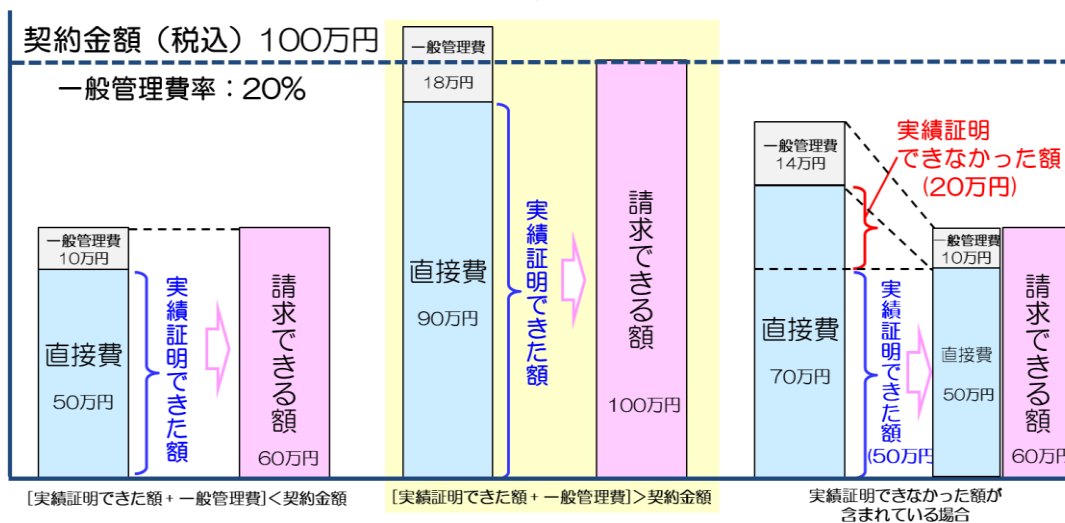 契約金額（税込）100万円
一般管理費率：20%
一般管理費
10万円
直接費
50万円
実績証明できた額
請求できる額
60万円
[実績証明できた額+一般管理費]<契約金額
一般管理費
18万円
直接費
90万円
実績証明できた額
請求できる額
100万円
[実績証明できた額+一般管理費]>契約金額
一般管理費
14万円
直接費
70万円
実績証明
できなかった額
(20万円)
実績証明できた額
(50万円
一般管理費
10万円
直接費
50万円
請求できる額
60万円
実績証明できなかった額が
含まれている場合